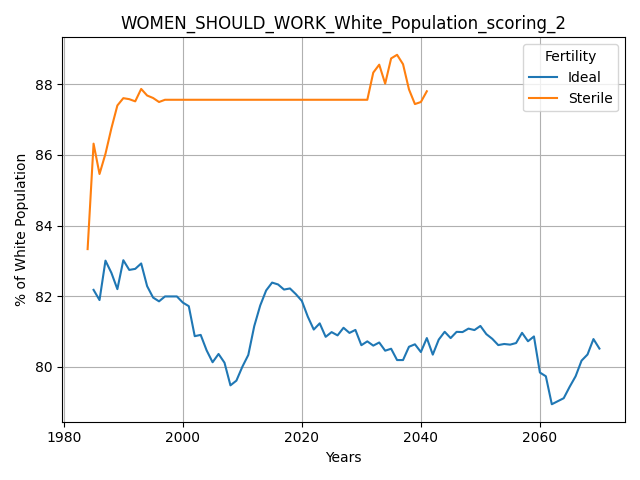 WOMEN_SHOULD_WORK_White_Population_scoring_2
Fertility
Ideal
Sterile
% of White Population
88
86
84
82
80
1980
2000
2020
2040
2060
Years